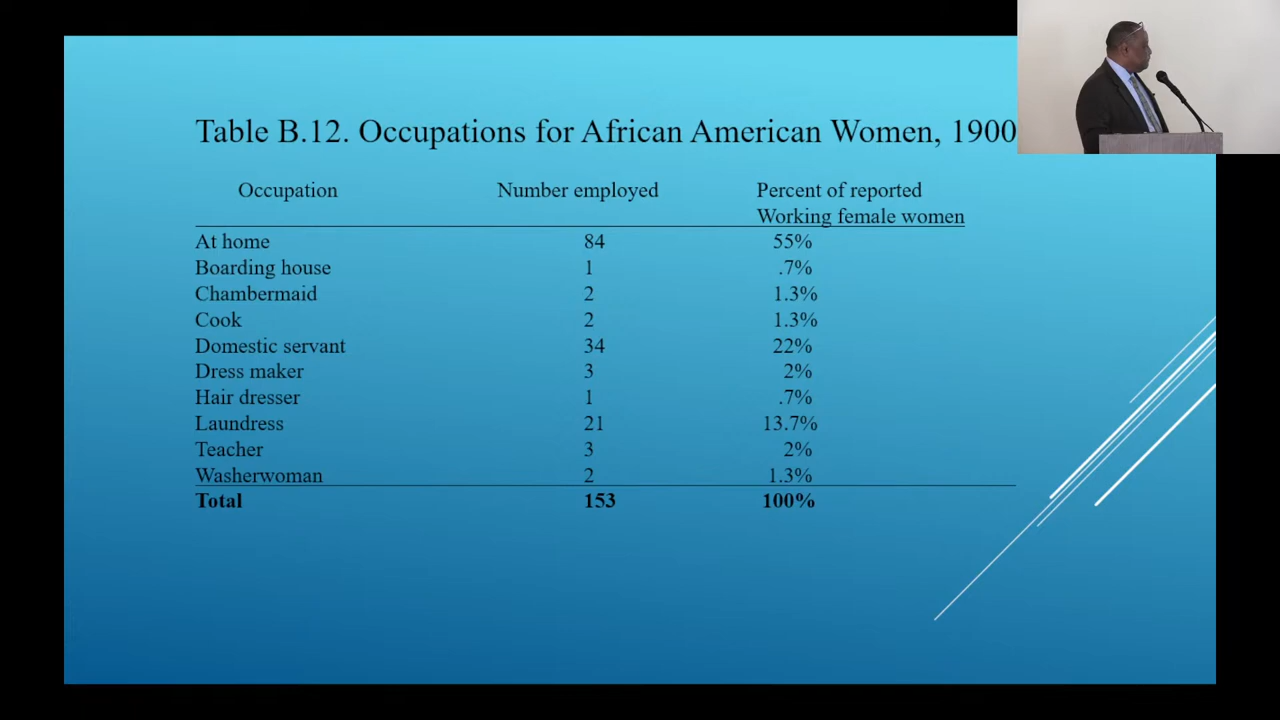 Table B.12. Occupations for African American Women, 1900
Occupation Number employed Percent of reported
Working female women
At home 84 55%
Boarding house 1 .7%
Chambermaid 2 1.3%
Cook 2 1.3%
Domestic servant 34 22%
Dress maker 3 2%
Hair dresser 1 .7%
Laundress 21 13.7%
Teacher 3 2%
Washerwoman 2 1.3%
Total 153 100%